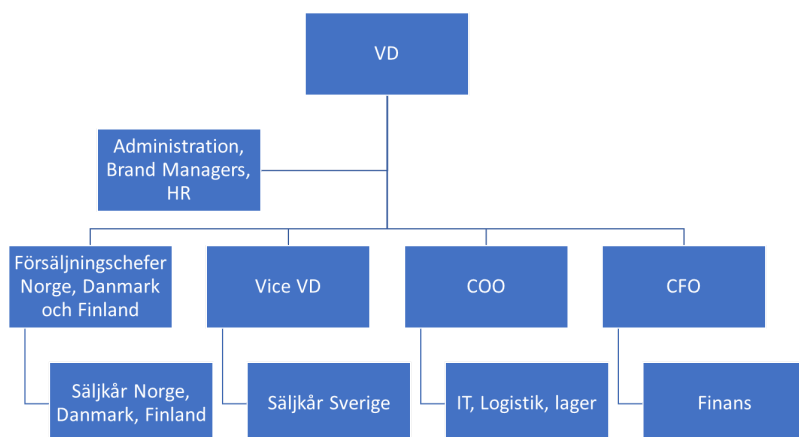 VD
Administration,
Brand Managers,
HR
Försäljningschefer
Norge, Danmark
och Finland
Vice VD
COO
CFO
Säljkår Norge,
Danmark, Finland
Säljkår Sverige
IT, Logistik, lager
Finans